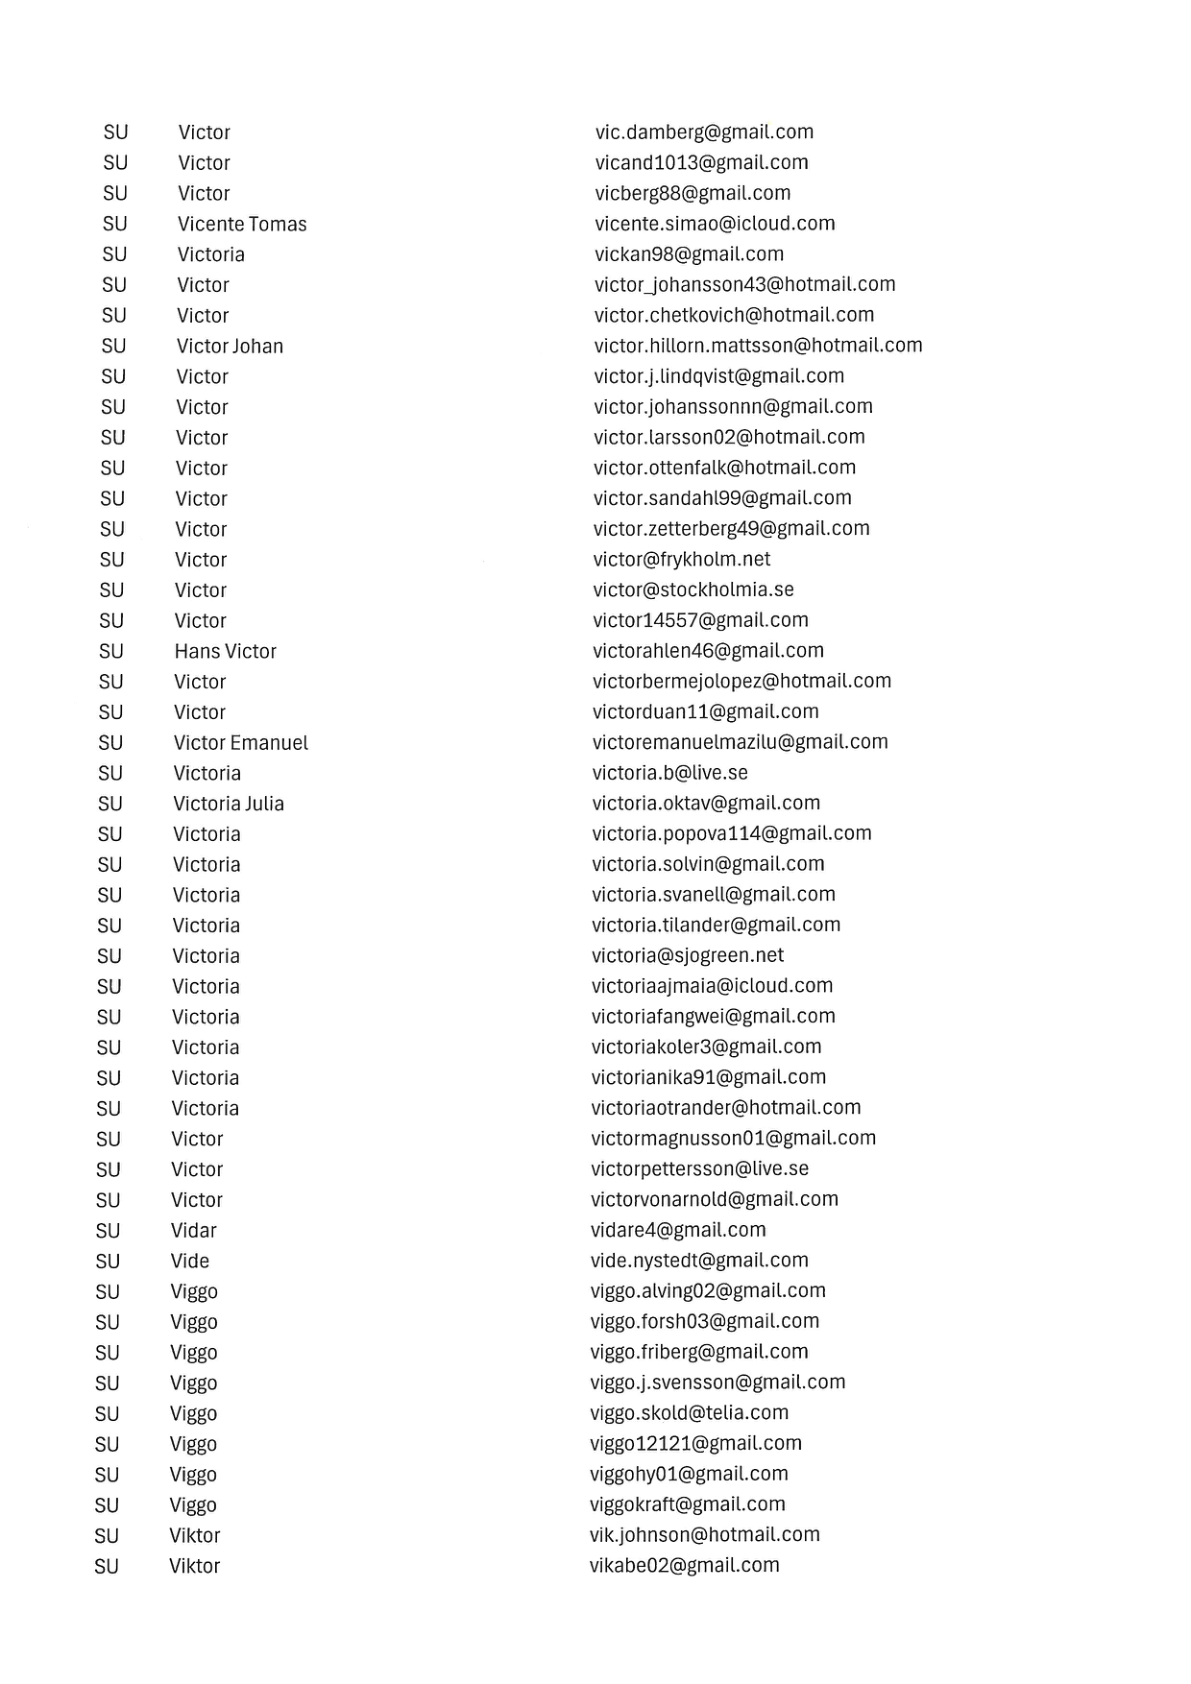 SU Victor vic.damberg@gmail.com
SU Victor vicand1013@gmail.com
SU Victor vicberg88@gmail.com
SU Vicente Tomas vicente.simao@icloud.com
SU Victoria vickan98@gmail.com
SU Victor victor_johansson43@hotmail.com
SU Victor victor.chetkovich@hotmail.com
SU Victor Johan victor.hillorn.mattsson@hotmail.com
SU Victor victor.j.lindqvist@gmail.com
SU Victor victor.johanssonnn@gmail.com
SU Victor victor.larsson02@hotmail.com
SU Victor victor.ottenfalk@hotmail.com
SU Victor victor.sandahl99@gmail.com
SU Victor victor.zetterberg49@gmail.com
SU Victor victor@frykholm.net
SU Victor victor@stockholmia.se
SU Victor victor14557@gmail.com
SU Hans Victor victorahlen46@gmail.com
SU Victor victorbermejolopez@hotmail.com
SU Victor victorduan11@gmail.com
SU Victor Emanuel victoremanuelmazilu@gmail.com
SU Victoria victoria.b@live.se
SU Victoria Julia victoria.oktav@gmail.com
SU Victoria victoria.popova114@gmail.com
SU Victoria victoria.solvin@gmail.com
SU Victoria victoria.svanell@gmail.com
SU Victoria victoria.tilander@gmail.com
SU Victoria victoria@sjogreen.net
SU Victoria victoriaajmaia@icloud.com
SU Victoria victoriafangwei@gmail.com
SU Victoria victoriakoler3@gmail.com
SU Victoria victorianika91@gmail.com
SU Victoria victoriaotrander@hotmail.com
SU Victor victormagnusson01@gmail.com
SU Victor victorpettersson@live.se
SU Victor victorvonarnold@gmail.com
SU Vidar vidare4@gmail.com
SU Vide vide.nystedt@gmail.com
SU Viggo viggo.alving02@gmail.com
SU Viggo viggo.forsh03@gmail.com
SU Viggo viggo.friberg@gmail.com
SU Viggo viggo.j.svensson@gmail.com
SU Viggo viggo.skold@telia.com
SU Viggo viggo12121@gmail.com
SU Viggo viggohy01@gmail.com
SU Viggo viggokraft@gmail.com
SU Viktor vik.johnson@hotmail.com
SU Viktor vikabe02@gmail.com